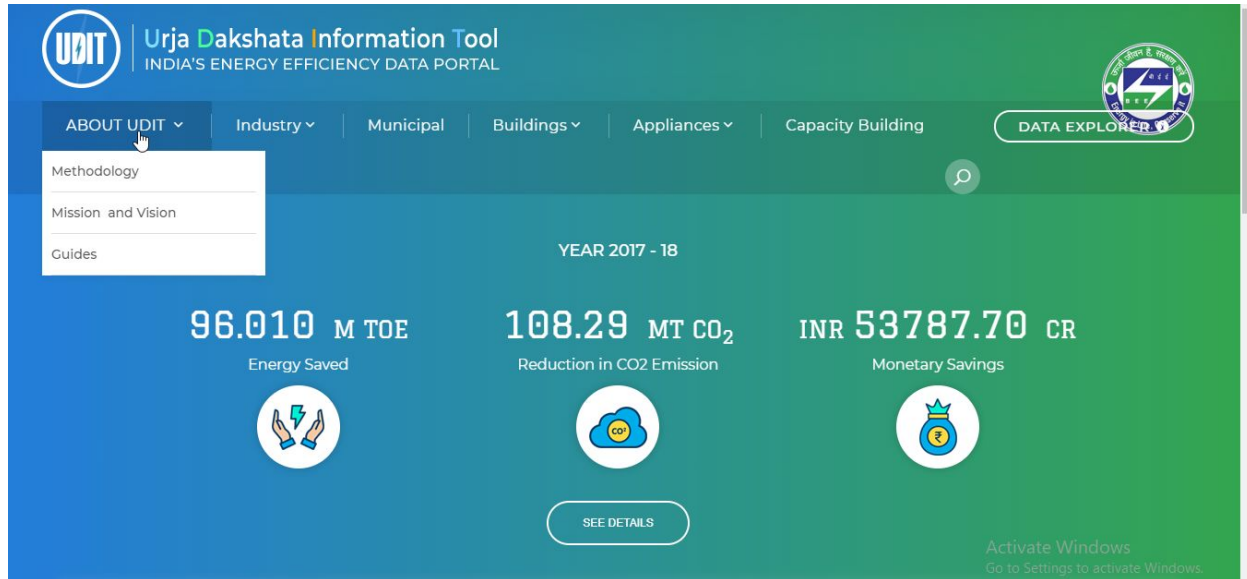 UDIT
Urja Dakshata Information Tool
INDIA'S ENERGY EFFICIENCY DATA PORTAL
ABOUT UDIT Industry Municipal Buildings Appliances Capacity Building DATA EXPLORER
Methodology
Mission and Vision
Guides
YEAR 2017 - 18
96.010 M TOE 108.29 MT CO₂ INR 53787.70 CR
Energy Saved Reduction in CO2 Emission Monetary Savings
CO² ₹
SEE DETAILS
Activate Windows
Go to Settings to activate Windows.